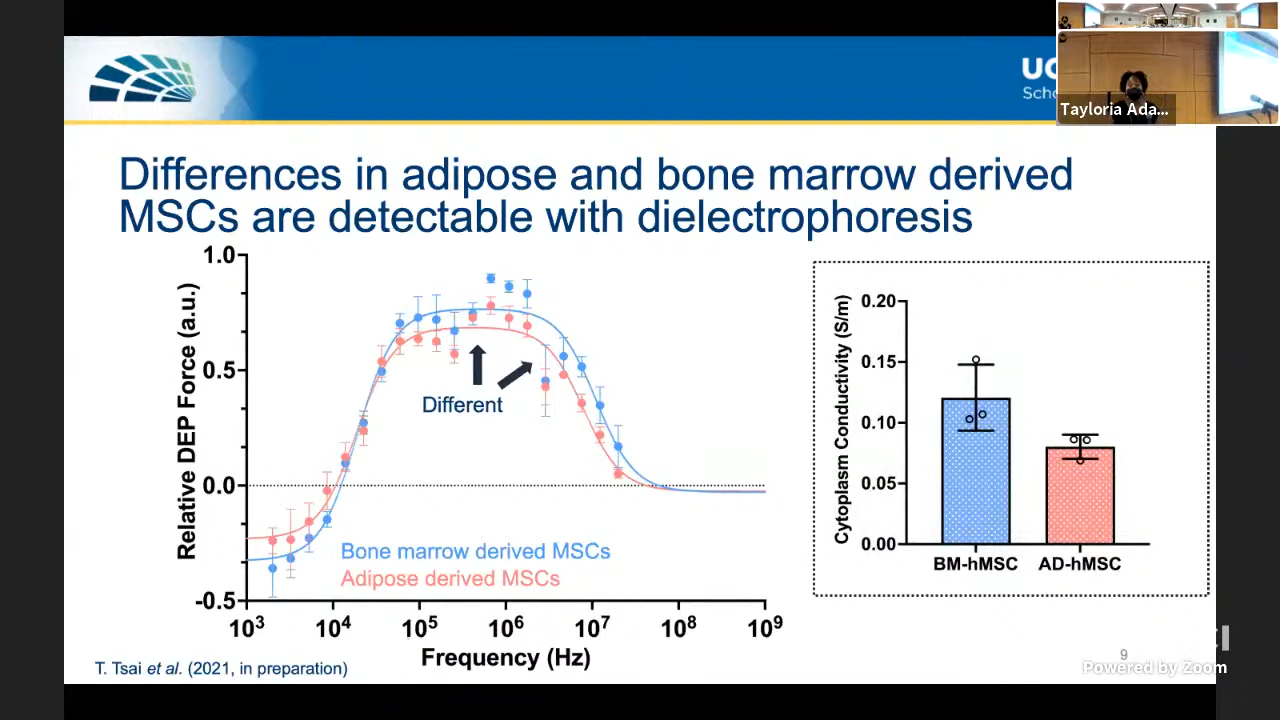 UC
Scho
Tayloria Ada...
Differences in adipose and bone marrow derived
MSCs are detectable with dielectrophoresis
Relative DEP Force (a.u.)
1.0
0.5
0.0
-0.5
Different
Bone marrow derived MSCs
Adipose derived MSCs
10³ 10⁴ 10⁵ 10⁶ 10⁷ 10⁸ 10⁹
Frequency (Hz)
Cytoplasm Conductivity (S/m)
0.20
0.15
0.10
0.05
0.00
BM-hMSC AD-hMSC
T. Tsai et al. (2021, in preparation)
9
Powered by Zoom